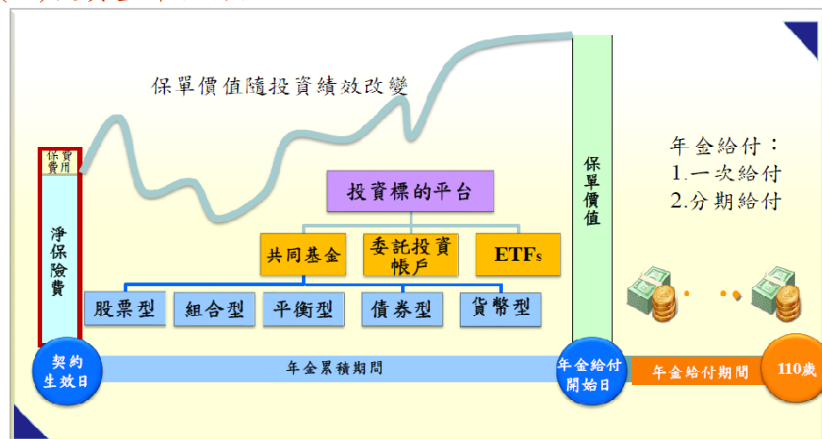 保單價值隨投資績效改變
保費
費用
淨保險費
投資標的平台
共同基金
委託投資
帳戶
ETFs
股票型
組合型
平衡型
債券型
貨幣型
保單價值
年金給付：
1.一次給付
2.分期給付
契約
生效日
年金累積期間
年金給付
開始日
年金給付期間
110歲